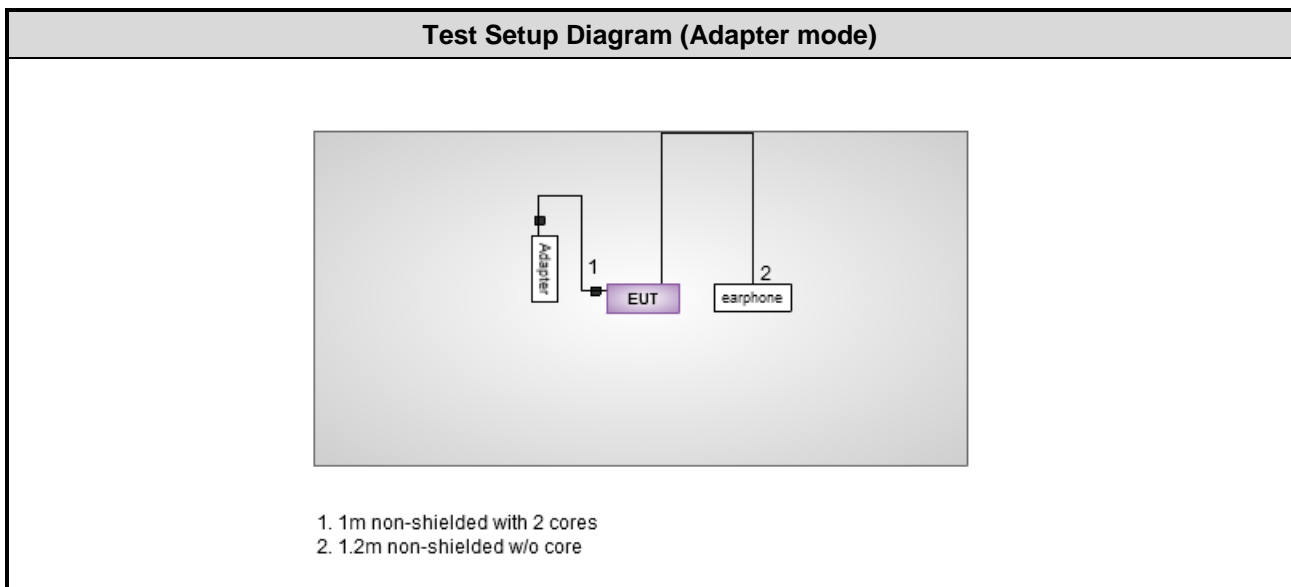 Test Setup Diagram (Adapter mode)
Adapter
1
EUT
2
earphone
1. 1m non-shielded with 2 cores
2. 1.2m non-shielded w/o core